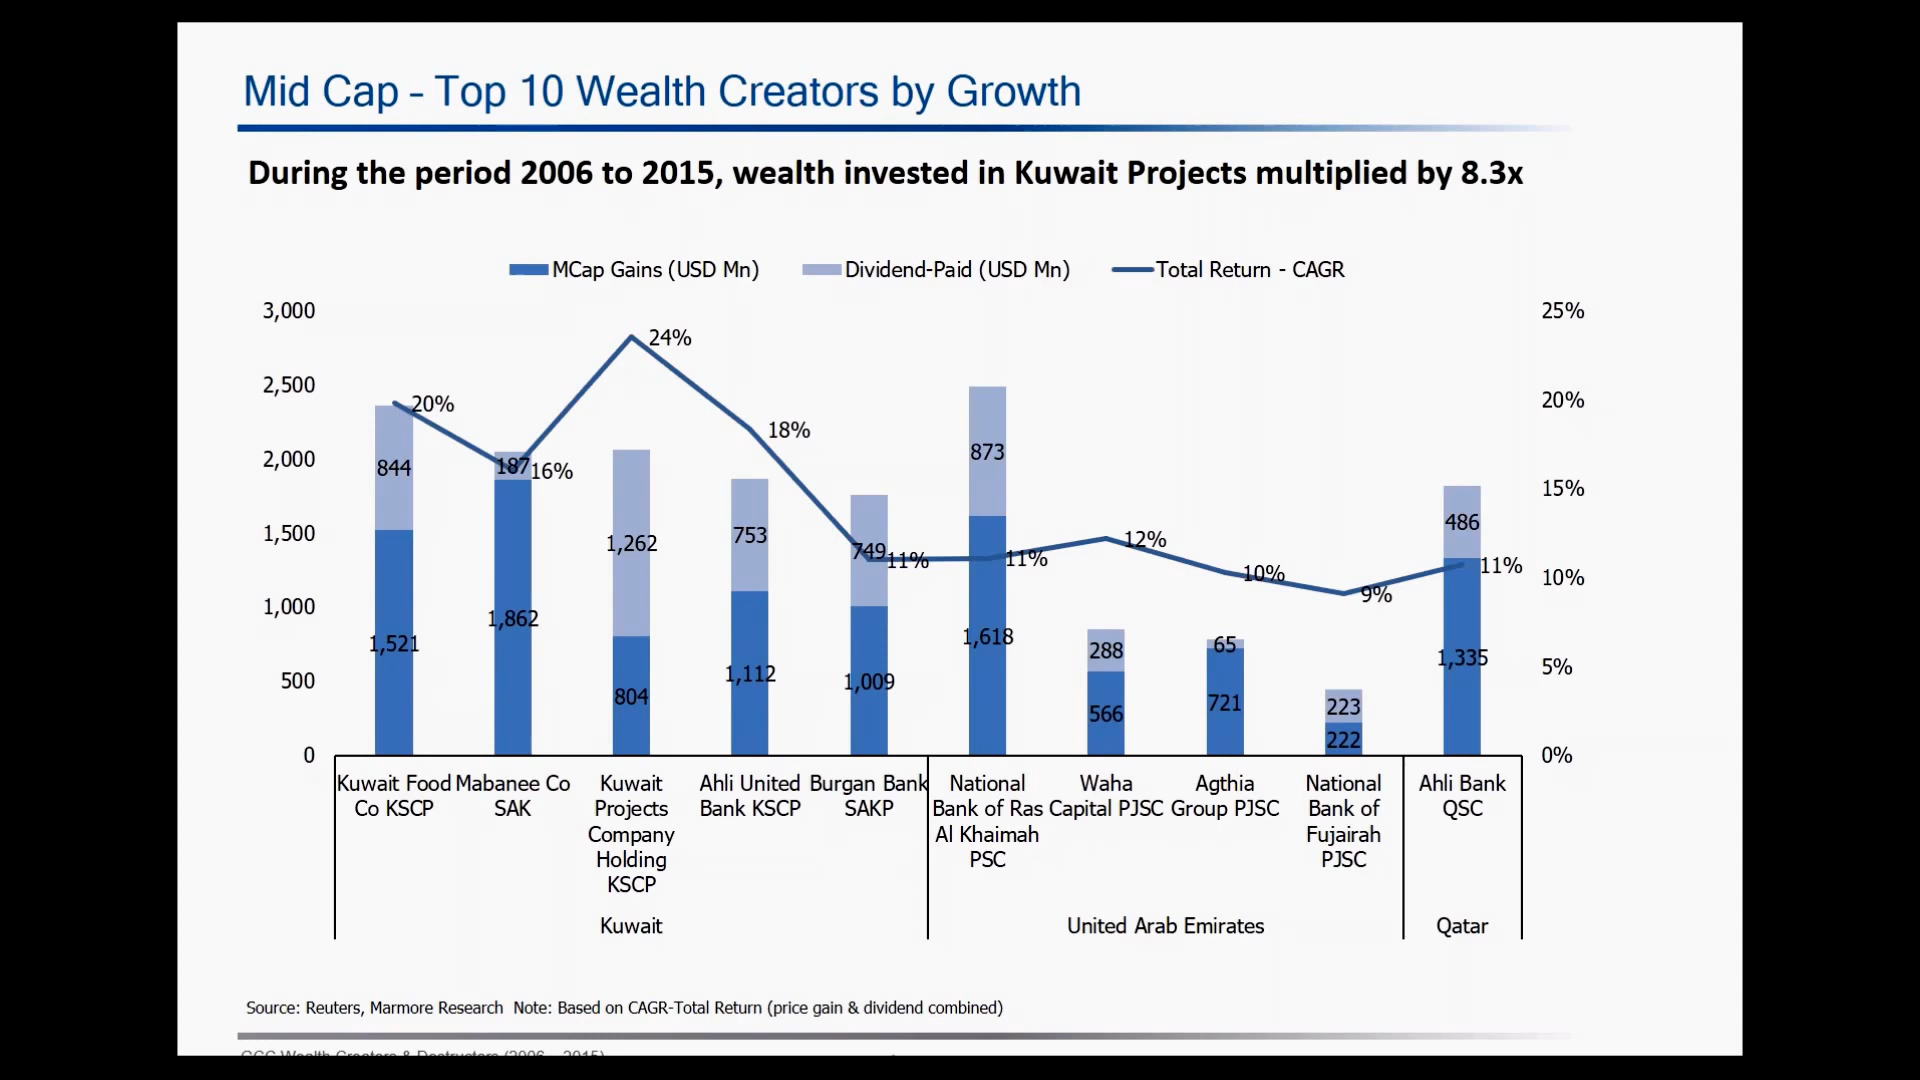 Mid Cap – Top 10 Wealth Creators by Growth
During the period 2006 to 2015, wealth invested in Kuwait Projects multiplied by 8.3x
MCap Gains (USD Mn) Dividend-Paid (USD Mn) Total Return - CAGR
3,000
2,500
2,000
1,500
1,000
500
0
25%
20%
15%
10%
5%
0%
20%
16%
24%
18%
11%
11%
12%
10%
9%
11%
844
187
1,262
753
749
873
288
65
223
486
1,521
1,862
804
1,112
1,009
1,618
566
721
222
1,335
Kuwait Food
Co KSCP
Mabanee Co
SAK
Kuwait
Projects
Company
Holding
KSCP
Ahli United
Bank KSCP
Burgan Bank
SAKP
National
Bank of Ras
Al Khaimah
PSC
Waha
Capital PJSC
Agthia
Group PJSC
National
Bank of
Fujairah
PJSC
Ahli Bank
QSC
Kuwait
United Arab Emirates
Qatar
Source: Reuters, Marmore Research Note: Based on CAGR-Total Return (price gain & dividend combined)
GCC Wealth Creators & Destructors (2006 – 2015)